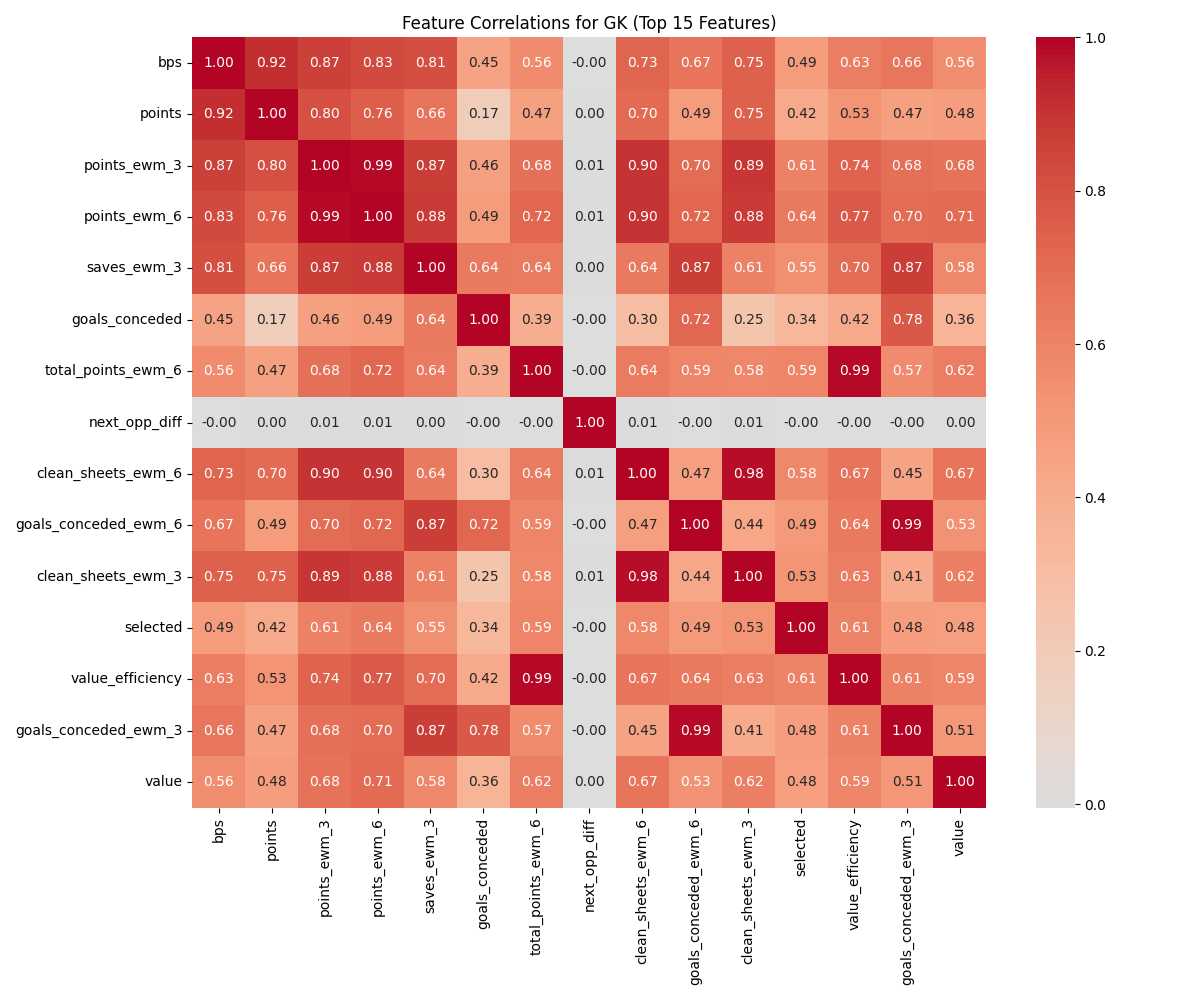 Feature Correlations for GK (Top 15 Features)
bps 1.00 0.92 0.87 0.83 0.81 0.45 0.56 -0.00 0.73 0.67 0.75 0.49 0.63 0.66 0.56
points 0.92 1.00 0.80 0.76 0.66 0.17 0.47 0.00 0.70 0.49 0.75 0.42 0.53 0.47 0.48
points_ewm_3 0.87 0.80 1.00 0.99 0.87 0.46 0.68 0.01 0.90 0.70 0.89 0.61 0.74 0.68 0.68
points_ewm_6 0.83 0.76 0.99 1.00 0.88 0.49 0.72 0.01 0.90 0.72 0.88 0.64 0.77 0.70 0.71
saves_ewm_3 0.81 0.66 0.87 0.88 1.00 0.64 0.64 0.00 0.64 0.87 0.61 0.55 0.70 0.87 0.58
goals_conceded 0.45 0.17 0.46 0.49 0.64 1.00 0.39 -0.00 0.30 0.72 0.25 0.34 0.42 0.78 0.36
total_points_ewm_6 0.56 0.47 0.68 0.72 0.64 0.39 1.00 -0.00 0.64 0.59 0.58 0.59 0.99 0.57 0.62
next_opp_diff -0.00 0.00 0.01 0.01 0.00 -0.00 -0.00 1.00 0.01 -0.00 0.01 -0.00 -0.00 -0.00 0.00
clean_sheets_ewm_6 0.73 0.70 0.90 0.90 0.64 0.30 0.64 0.01 1.00 0.47 0.98 0.58 0.67 0.45 0.67
goals_conceded_ewm_6 0.67 0.49 0.70 0.72 0.87 0.72 0.59 -0.00 0.47 1.00 0.44 0.49 0.64 0.99 0.53
clean_sheets_ewm_3 0.75 0.75 0.89 0.88 0.61 0.25 0.58 0.01 0.98 0.44 1.00 0.53 0.63 0.41 0.62
selected 0.49 0.42 0.61 0.64 0.55 0.34 0.59 -0.00 0.58 0.49 0.53 1.00 0.61 0.48 0.48
value_efficiency 0.63 0.53 0.74 0.77 0.70 0.42 0.99 -0.00 0.67 0.64 0.63 0.61 1.00 0.61 0.59
goals_conceded_ewm_3 0.66 0.47 0.68 0.70 0.87 0.78 0.57 -0.00 0.45 0.99 0.41 0.48 0.61 1.00 0.51
value 0.56 0.48 0.68 0.71 0.58 0.36 0.62 0.00 0.67 0.53 0.62 0.48 0.59 0.51 1.00
bps
points
points_ewm_3
points_ewm_6
saves_ewm_3
goals_conceded
total_points_ewm_6
next_opp_diff
clean_sheets_ewm_6
goals_conceded_ewm_6
clean_sheets_ewm_3
selected
value_efficiency
goals_conceded_ewm_3
value
1.0
0.8
0.6
0.4
0.2
0.0